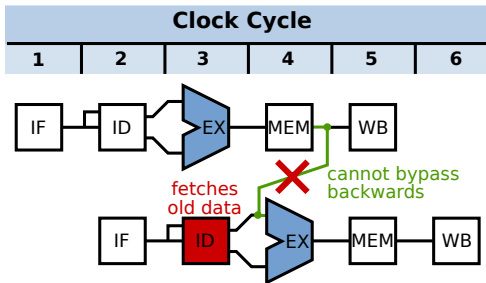 Clock Cycle
1 2 3 4 5 6
IF ID EX MEM WB
fetches
old data
cannot bypass
backwards
IF ID EX MEM WB